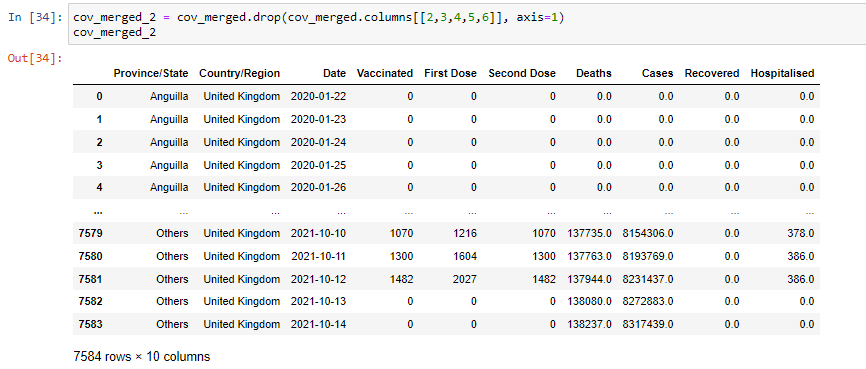 In [34]: cov_merged_2 = cov_merged.drop(cov_merged.columns[[2,3,4,5,6]], axis=1)
cov_merged_2
Out[34]:
Province/State Country/Region Date Vaccinated First Dose Second Dose Deaths Cases Recovered Hospitalised
0 Anguilla United Kingdom 2020-01-22 0 0 0 0.0 0.0 0.0 0.0
1 Anguilla United Kingdom 2020-01-23 0 0 0 0.0 0.0 0.0 0.0
2 Anguilla United Kingdom 2020-01-24 0 0 0 0.0 0.0 0.0 0.0
3 Anguilla United Kingdom 2020-01-25 0 0 0 0.0 0.0 0.0 0.0
4 Anguilla United Kingdom 2020-01-26 0 0 0 0.0 0.0 0.0 0.0
... ... ... ... ... ... ... ... ... ... ...
7579 Others United Kingdom 2021-10-10 1070 1216 1070 137735.0 8154306.0 0.0 378.0
7580 Others United Kingdom 2021-10-11 1300 1604 1300 137763.0 8193769.0 0.0 386.0
7581 Others United Kingdom 2021-10-12 1482 2027 1482 137944.0 8231437.0 0.0 386.0
7582 Others United Kingdom 2021-10-13 0 0 0 138080.0 8272883.0 0.0 0.0
7583 Others United Kingdom 2021-10-14 0 0 0 138237.0 8317439.0 0.0 0.0
7584 rows × 10 columns